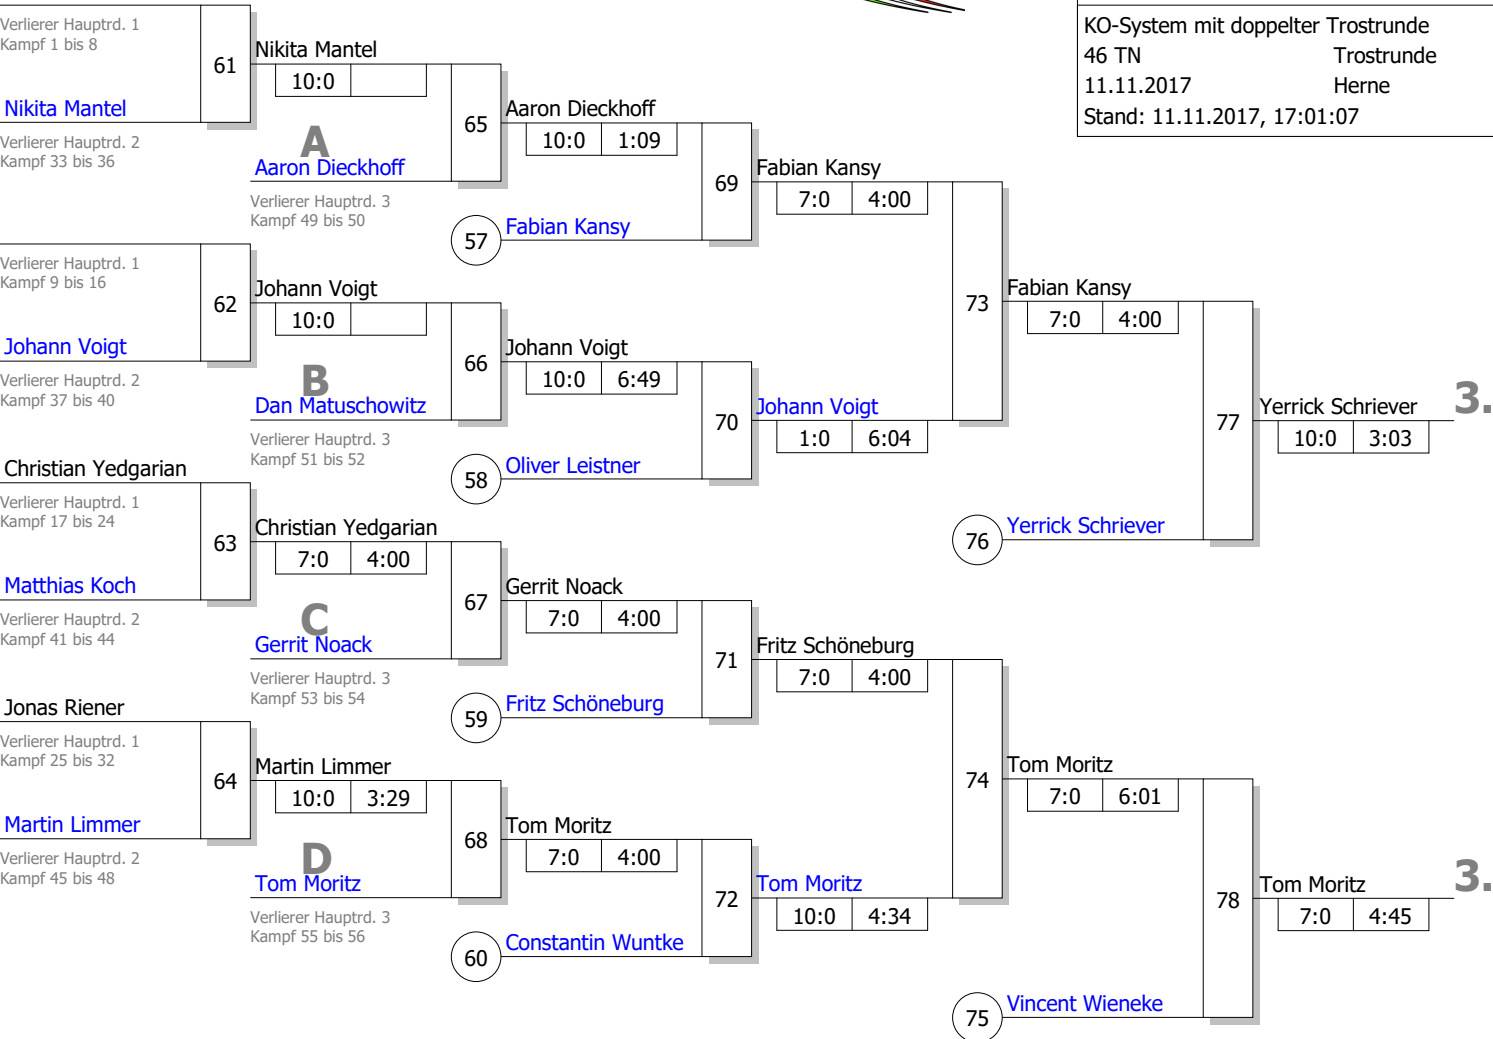 KO-System mit doppelter Trostrunde
46 TN Trostrunde
11.11.2017 Herne
Stand: 11.11.2017, 17:01:07
Verlierer Hauptrd. 1
Kampf 1 bis 8
61
Nikita Mantel
10:0
Nikita Mantel
Verlierer Hauptrd. 2
Kampf 33 bis 36
A
Aaron Dieckhoff
Verlierer Hauptrd. 3
Kampf 49 bis 50
65
Aaron Dieckhoff
10:0 1:09
57
Fabian Kansy
69
Fabian Kansy
7:0 4:00
Verlierer Hauptrd. 1
Kampf 9 bis 16
62
Johann Voigt
10:0
Johann Voigt
Verlierer Hauptrd. 2
Kampf 37 bis 40
B
Dan Matuschowitz
Verlierer Hauptrd. 3
Kampf 51 bis 52
66
Johann Voigt
10:0 6:49
58
Oliver Leistner
70
Johann Voigt
1:0 6:04
73
Fabian Kansy
7:0 4:00
76
Yerrick Schriever
77
Yerrick Schriever
10:0 3:03
3.
Christian Yedgarian
Verlierer Hauptrd. 1
Kampf 17 bis 24
63
Christian Yedgarian
7:0 4:00
Matthias Koch
Verlierer Hauptrd. 2
Kampf 41 bis 44
C
Gerrit Noack
Verlierer Hauptrd. 3
Kampf 53 bis 54
67
Gerrit Noack
7:0 4:00
59
Fritz Schöneburg
71
Fritz Schöneburg
7:0 4:00
Jonas Riener
Verlierer Hauptrd. 1
Kampf 25 bis 32
64
Martin Limmer
10:0 3:29
Martin Limmer
Verlierer Hauptrd. 2
Kampf 45 bis 48
D
Tom Moritz
Verlierer Hauptrd. 3
Kampf 55 bis 56
68
Tom Moritz
7:0 4:00
60
Constantin Wuntke
72
Tom Moritz
10:0 4:34
74
Tom Moritz
7:0 6:01
75
Vincent Wieneke
78
Tom Moritz
7:0 4:45
3.